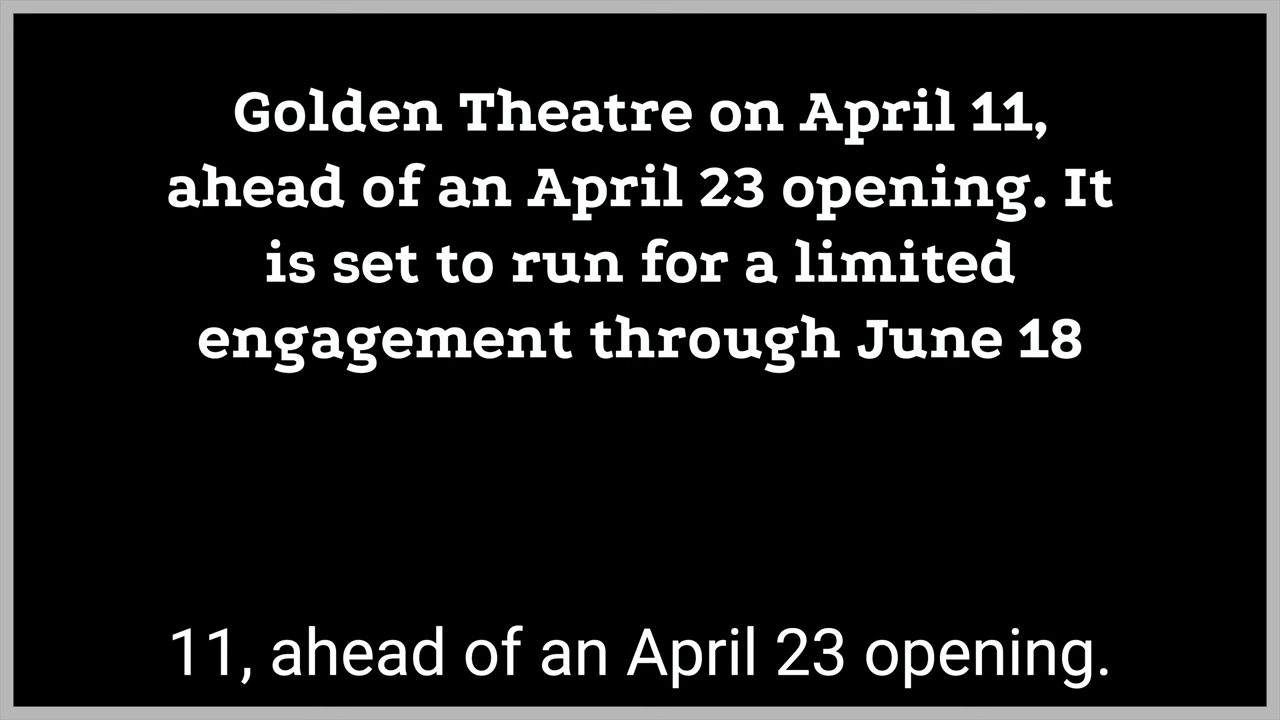 Golden Theatre on April 11,
ahead of an April 23 opening. It
is set to run for a limited
engagement through June 18
11, ahead of an April 23 opening.